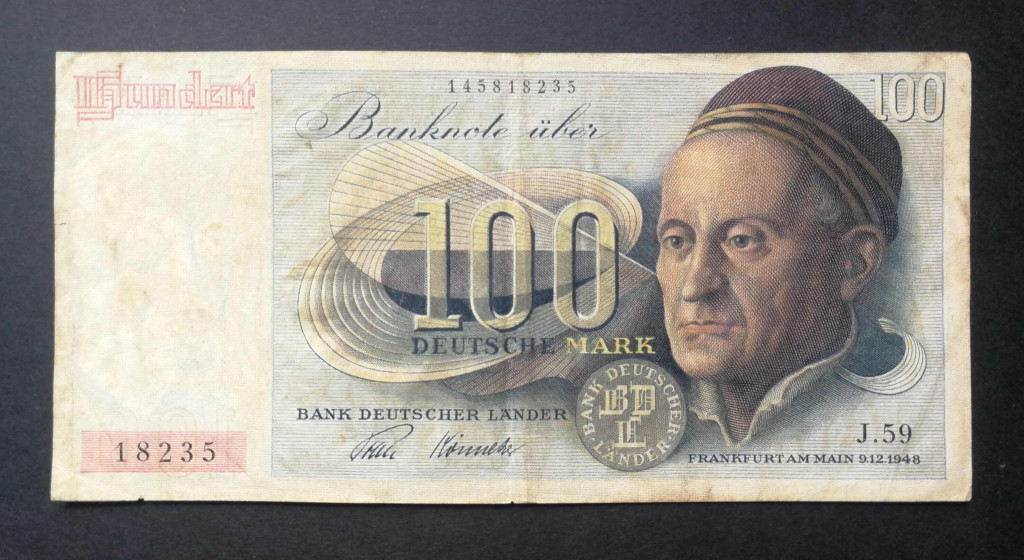 Hundert
145818235
100
Banknote über
100
DEUTSCHE MARK
BANK DEUTSCHER LÄNDER
BANK DEUTSCHER LÄNDER
BDL
18235
J.59
FRANKFURT AM MAIN 9.12.1948